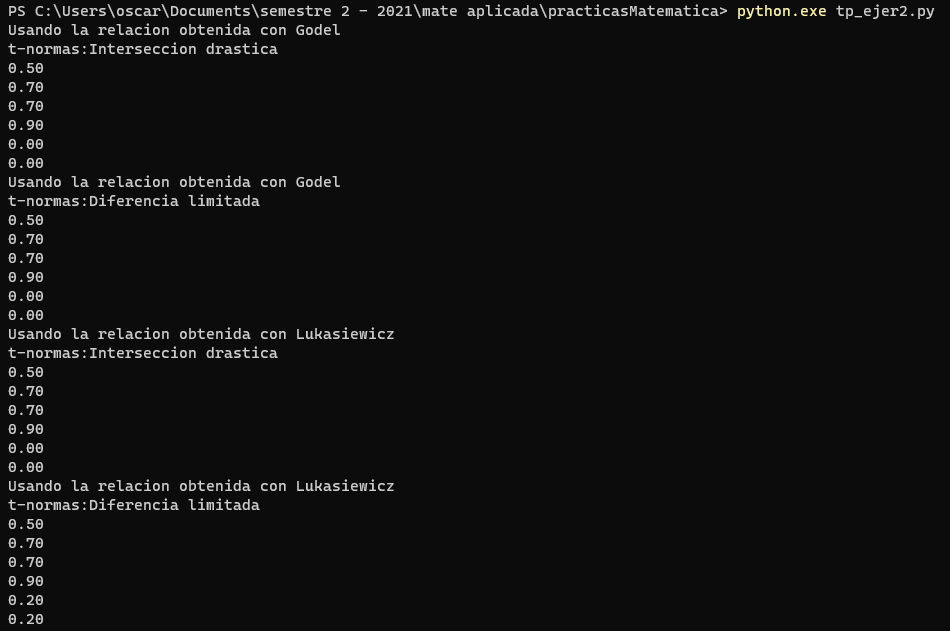 PS C:\Users\oscar\Documents\semestre 2 - 2021\mate aplicada\practicasMatematica> python.exe tp_ejer2.py
Usando la relacion obtenida con Godel
t-normas:Interseccion drastica
0.50
0.70
0.70
0.90
0.00
0.00
Usando la relacion obtenida con Godel
t-normas:Diferencia limitada
0.50
0.70
0.70
0.90
0.00
0.00
Usando la relacion obtenida con Lukasiewicz
t-normas:Interseccion drastica
0.50
0.70
0.70
0.90
0.00
0.00
Usando la relacion obtenida con Lukasiewicz
t-normas:Diferencia limitada
0.50
0.70
0.70
0.90
0.20
0.20